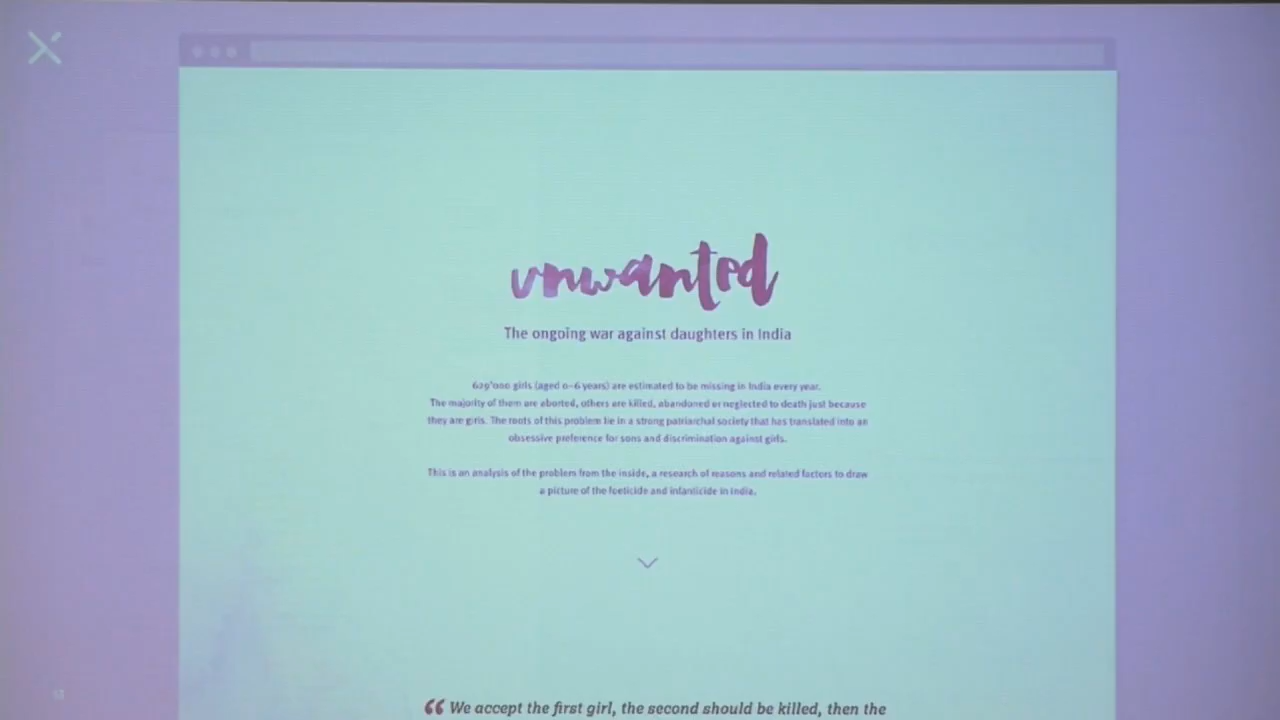 unwanted
The ongoing war against daughters in India
629'000 girls (aged 0–6 years) are estimated to be missing in India every year.
The majority of them are aborted, others are killed, abandoned or neglected to death just because
they are girls. The roots of this problem lie in a strong patriarchal society that has translated into an
obsessive preference for sons and discrimination against girls.
This is an analysis of the problem from the inside, a research of reasons and related factors to draw
a picture of the foeticide and infanticide in India.
“ We accept the first girl, the second should be killed, then the